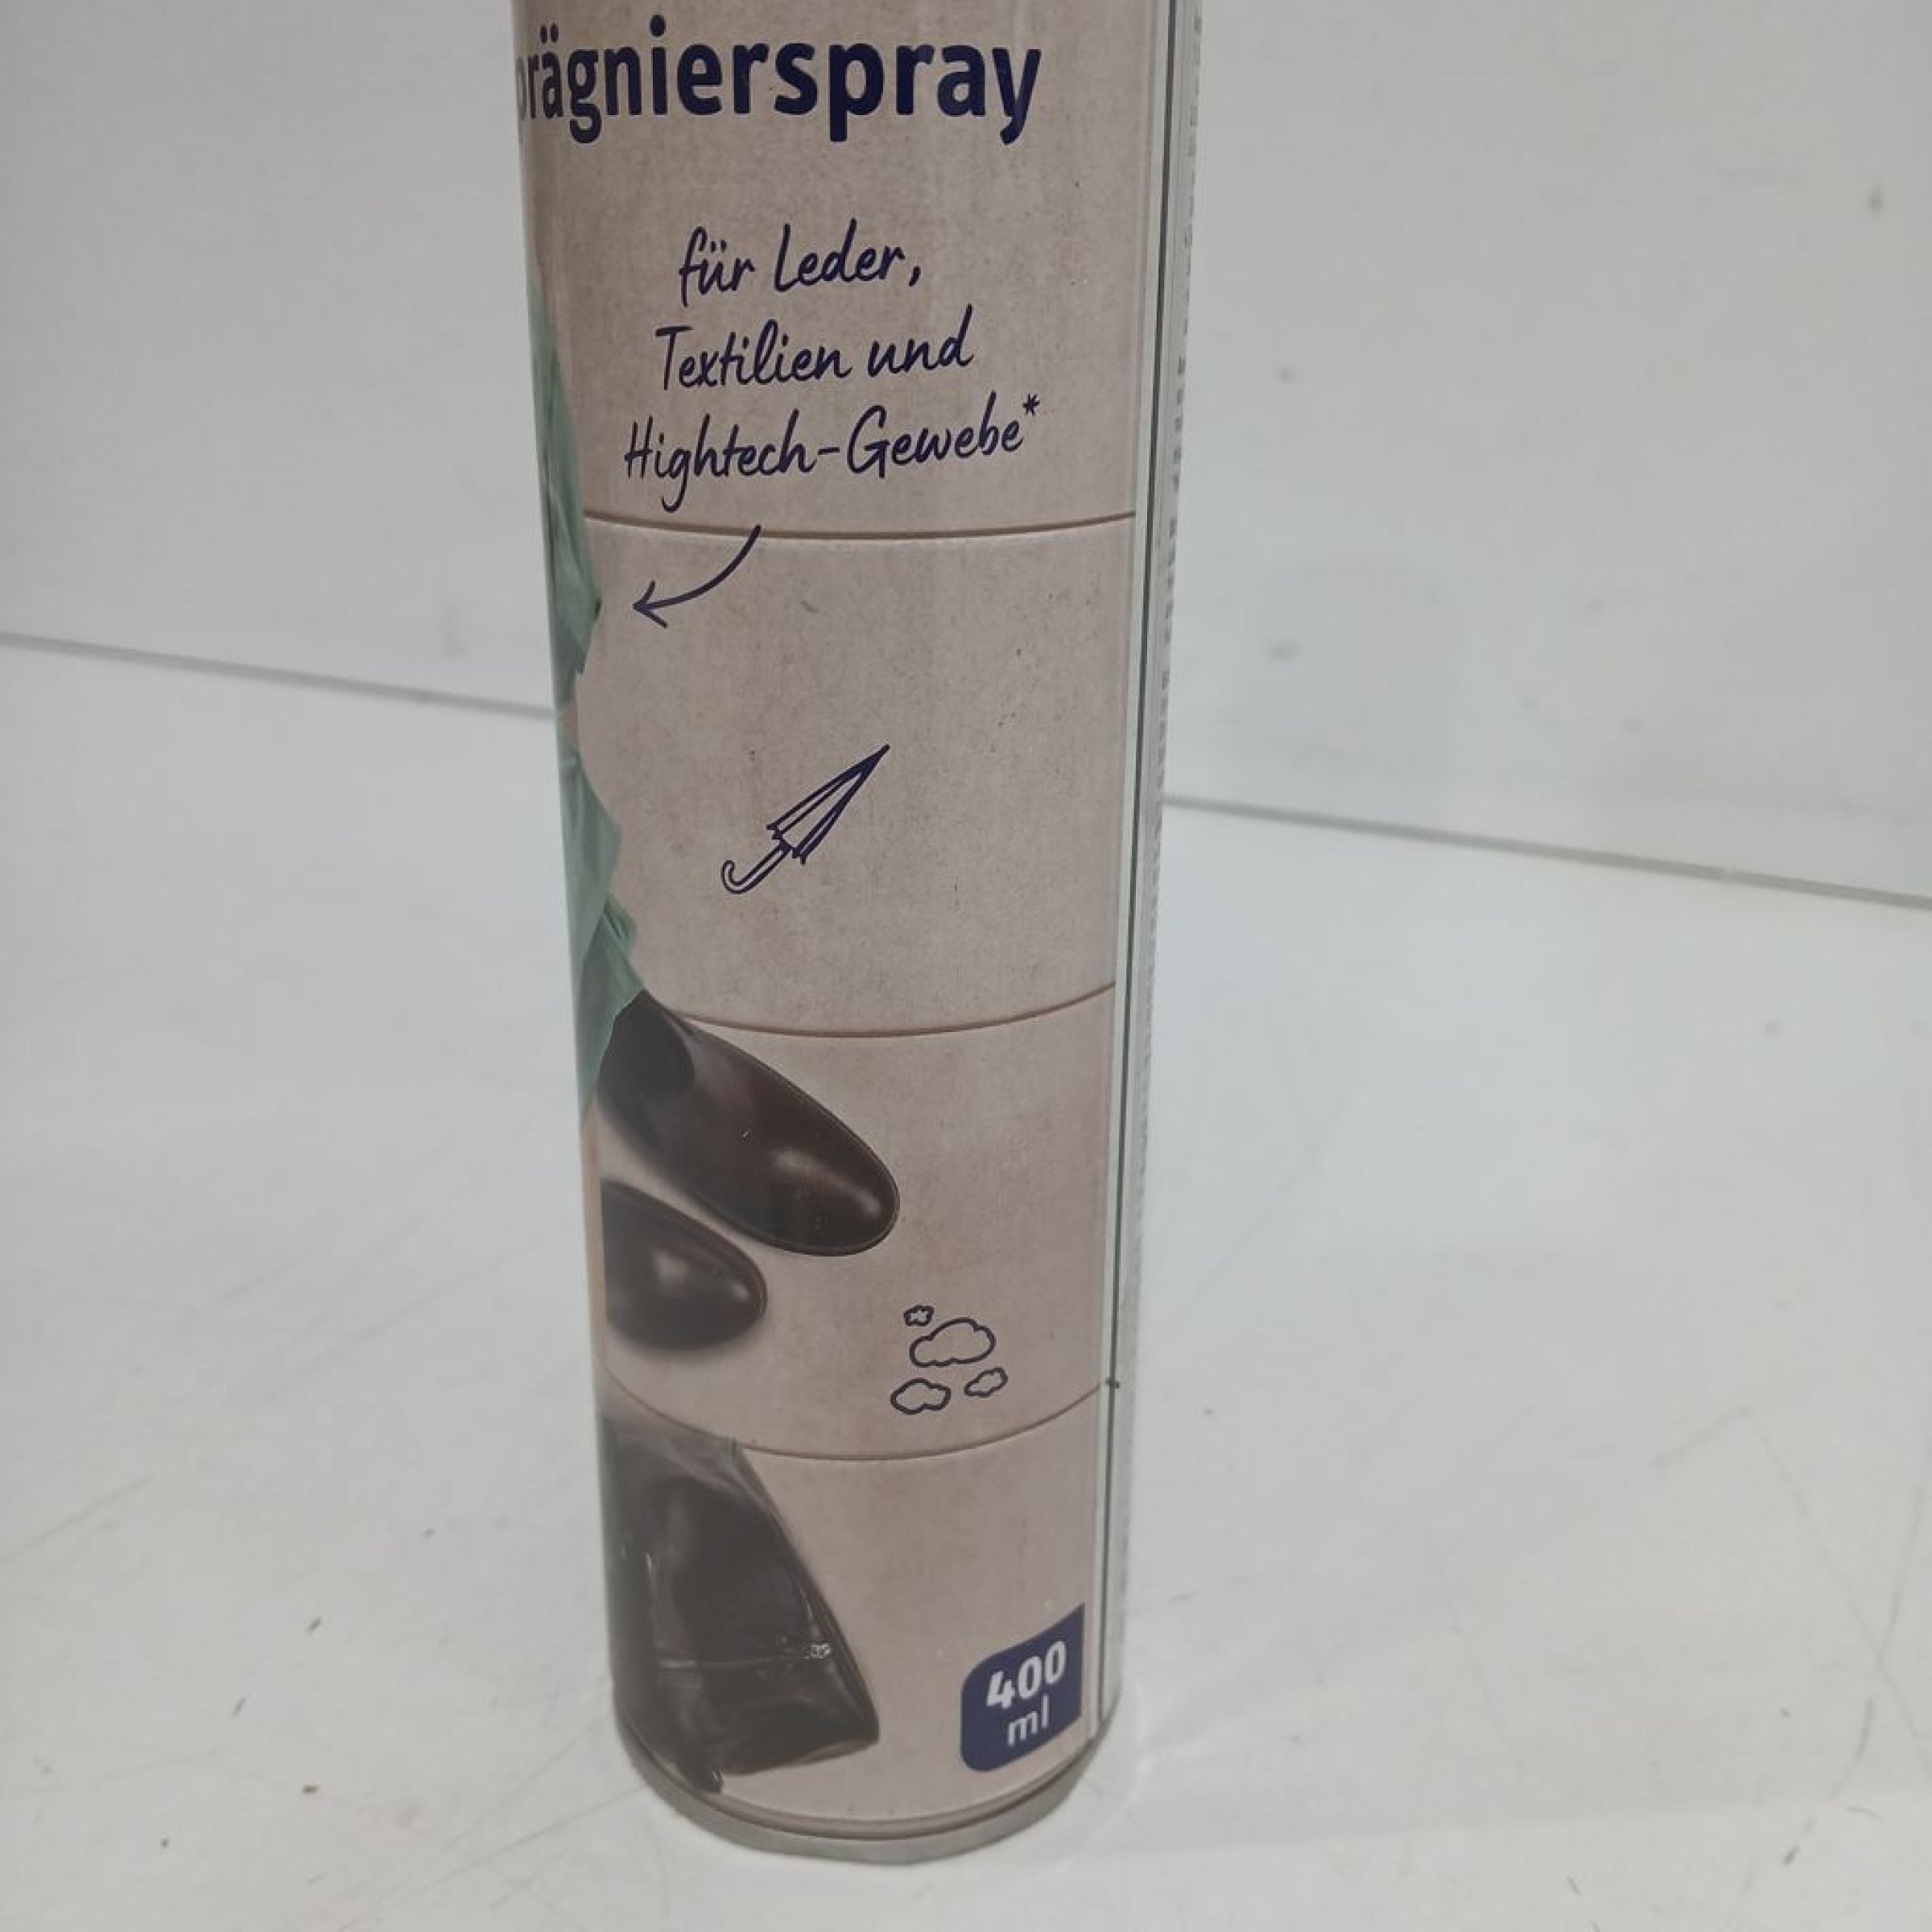 prägnierspray
für Leder,
Textilien und
Hightech-Gewebe*
400
ml